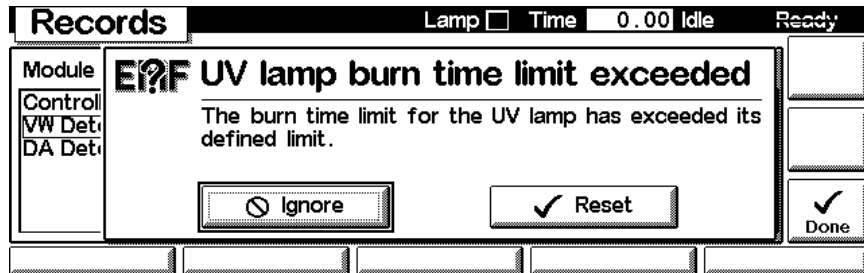 Records
Lamp Time 0.00 Idle Ready
Module
EMF UV lamp burn time limit exceeded
Controll
VW Det
DA Det
The burn time limit for the UV lamp has exceeded its
defined limit.
Ignore
Reset
Done